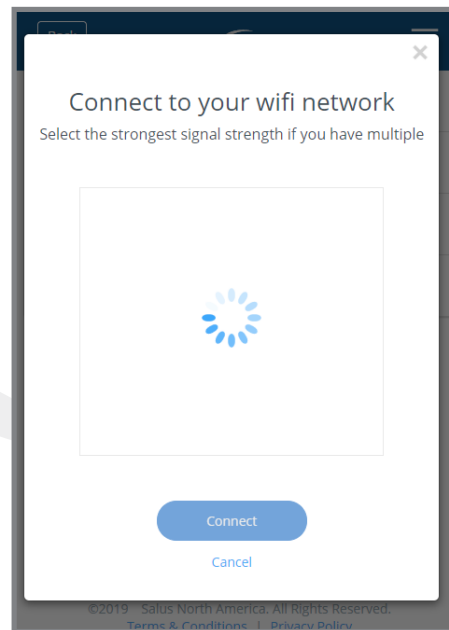 Back
×
Connect to your wifi network
Select the strongest signal strength if you have multiple
Connect
Cancel
©2019 Salus North America. All Rights Reserved.
Terms & Conditions | Privacy Policy